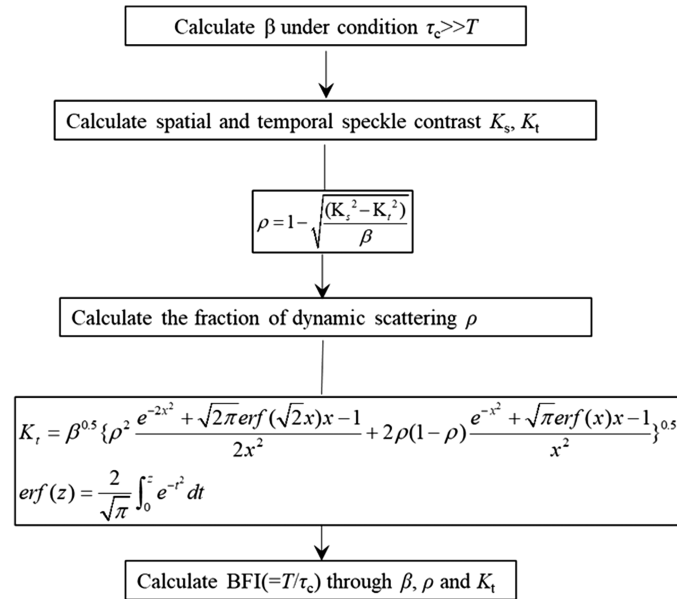 Calculate β under condition τc>>T
Calculate spatial and temporal speckle contrast Ks, Kt
ρ=1-√((Ks²-Kt²)/β)
Calculate the fraction of dynamic scattering ρ
Kt = β^0.5{ρ² (e^(-2x²) + √(2π)erf(√2x)x-1)/(2x²) + 2ρ(1-ρ) (e^(-x²) + √πerf(x)x-1)/x²}^0.5
erf(z) = 2/√π ∫₀^z e^(-t²) dt
Calculate BFI(=T/τc) through β, ρ and Kt